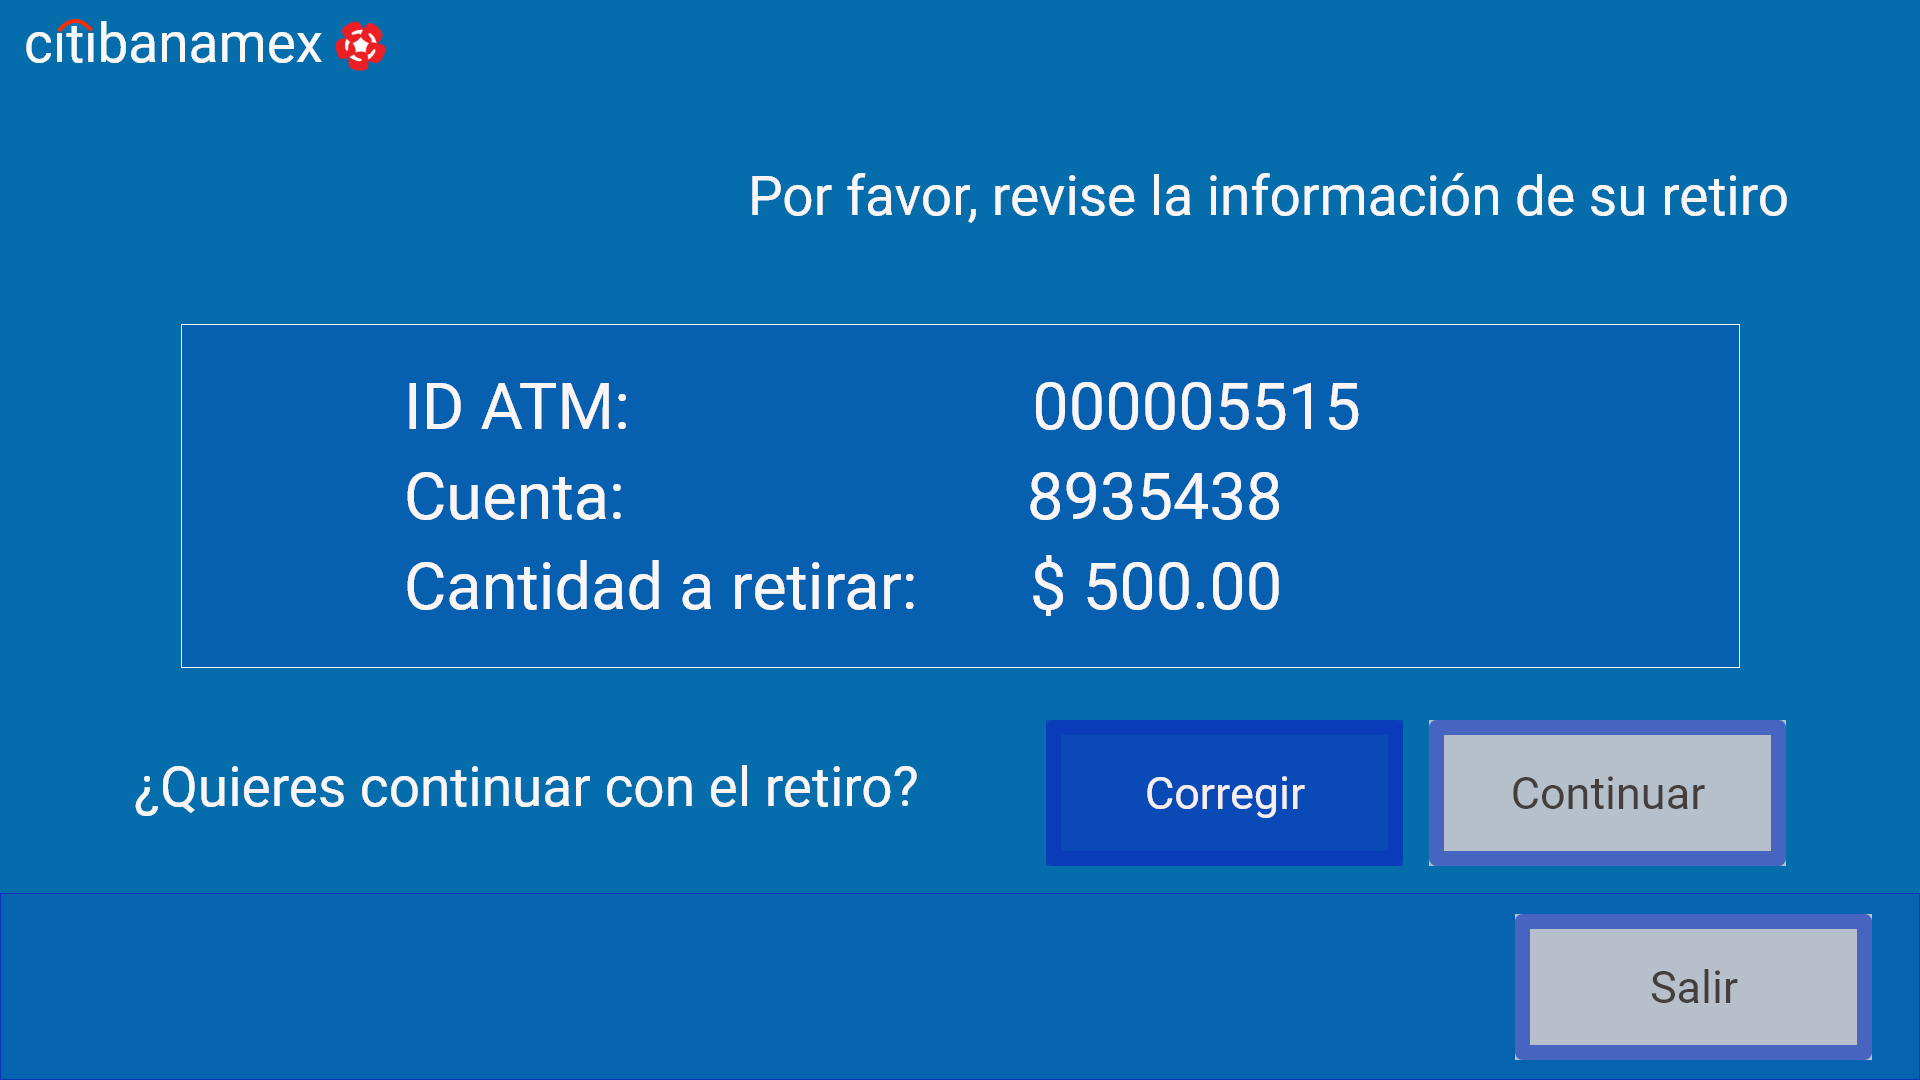 citibanamex
Por favor, revise la información de su retiro
ID ATM: 000005515
Cuenta: 8935438
Cantidad a retirar: $ 500.00
¿Quieres continuar con el retiro? Corregir Continuar
Salir